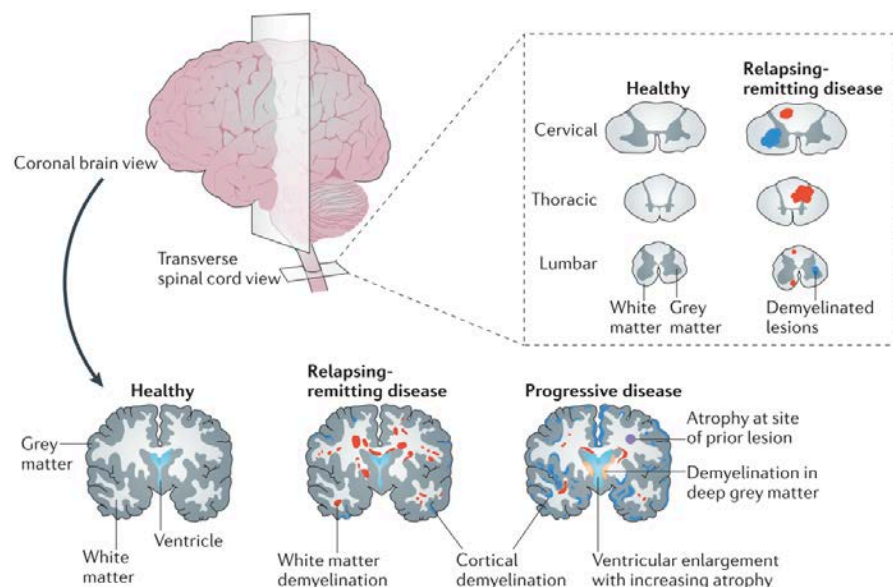 Healthy
Relapsing-
remitting disease
Cervical
Coronal brain view
Thoracic
Transverse
spinal cord view
Lumbar
White
matter
Grey
matter
Demyelinated
lesions
Healthy
Relapsing-
remitting disease
Progressive disease
Grey
matter
Atrophy at site
of prior lesion
Demyelination in
deep grey matter
White
matter
Ventricle
White matter
demyelination
Cortical
demyelination
Ventricular enlargement
with increasing atrophy